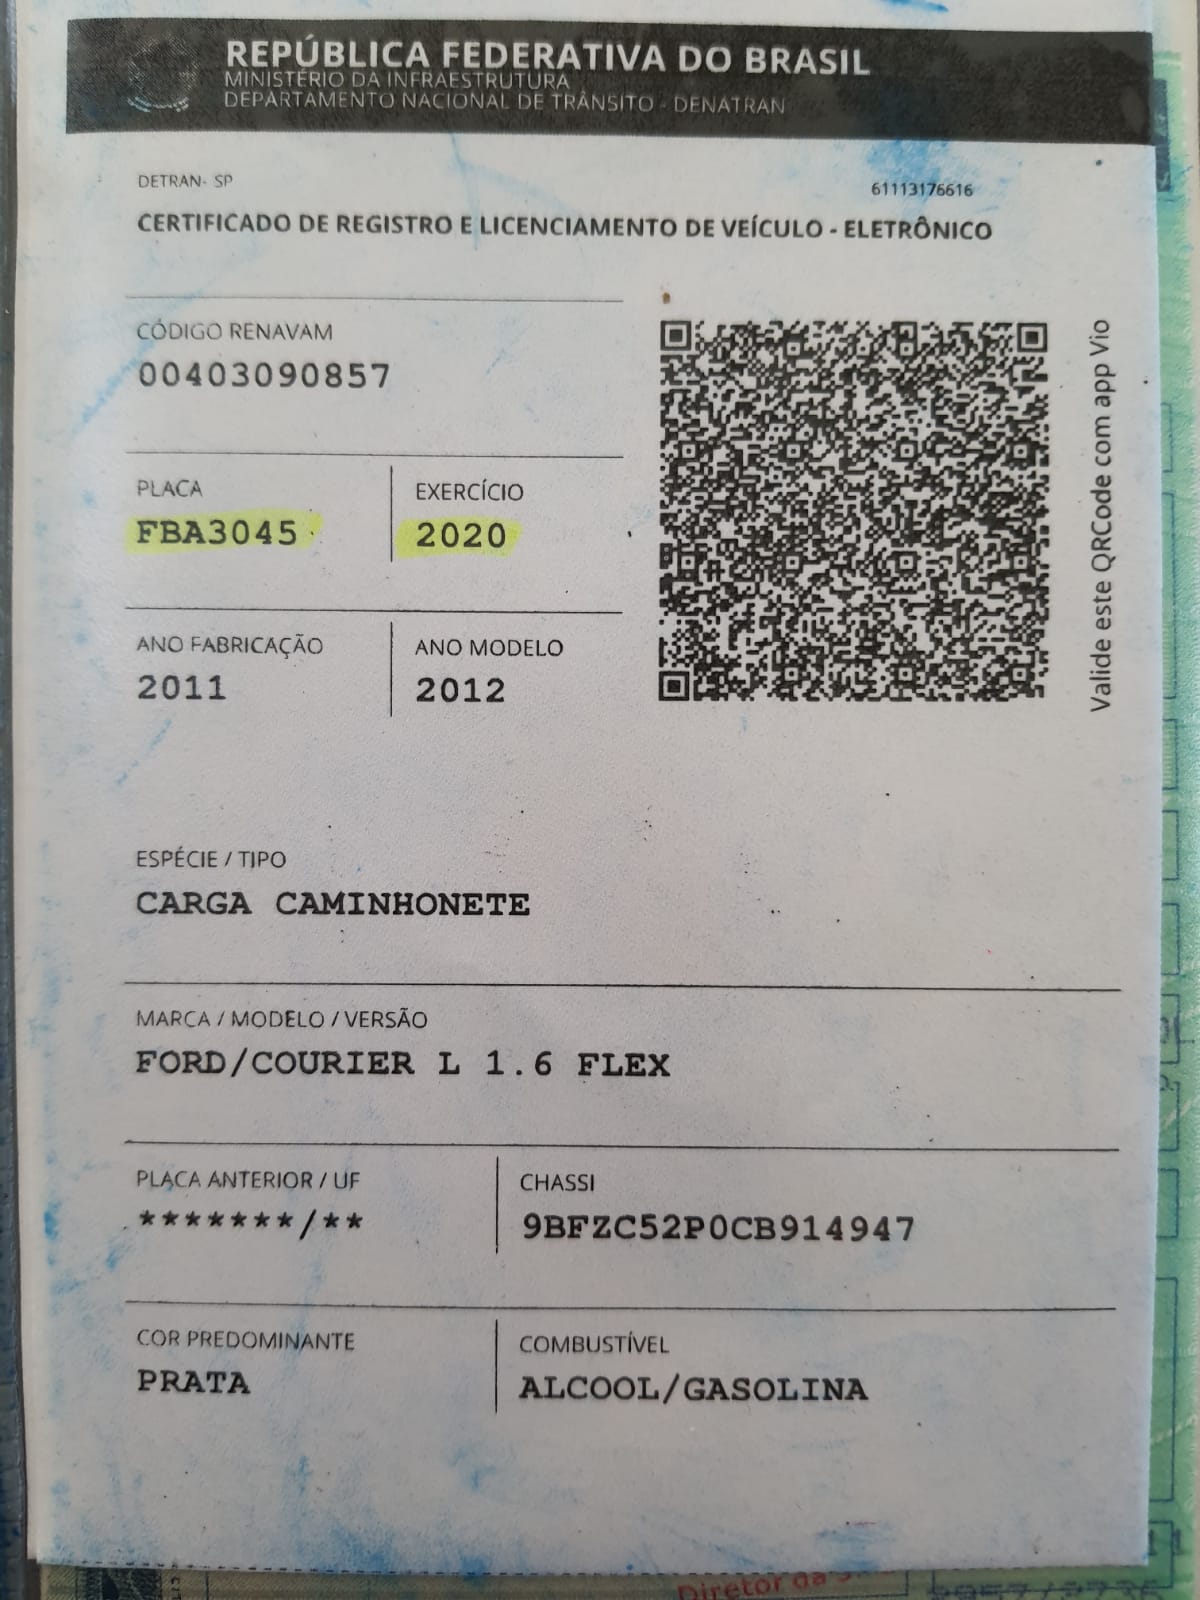 REPÚBLICA FEDERATIVA DO BRASIL
MINISTÉRIO DA INFRAESTRUTURA
DEPARTAMENTO NACIONAL DE TRÂNSITO - DENATRAN
DETRAN- SP
61113176616
CERTIFICADO DE REGISTRO E LICENCIAMENTO DE VEÍCULO - ELETRÔNICO
CÓDIGO RENAVAM
00403090857
PLACA EXERCÍCIO
FBA3045 2020
ANO FABRICAÇÃO ANO MODELO
2011 2012
Valide este QRCode com app Vio
ESPÉCIE / TIPO
CARGA CAMINHONETE
MARCA / MODELO / VERSÃO
FORD/COURIER L 1.6 FLEX
PLACA ANTERIOR / UF CHASSI
*******/** 9BFZC52P0CB914947
COR PREDOMINANTE COMBUSTÍVEL
PRATA ALCOOL/GASOLINA
Diretor da